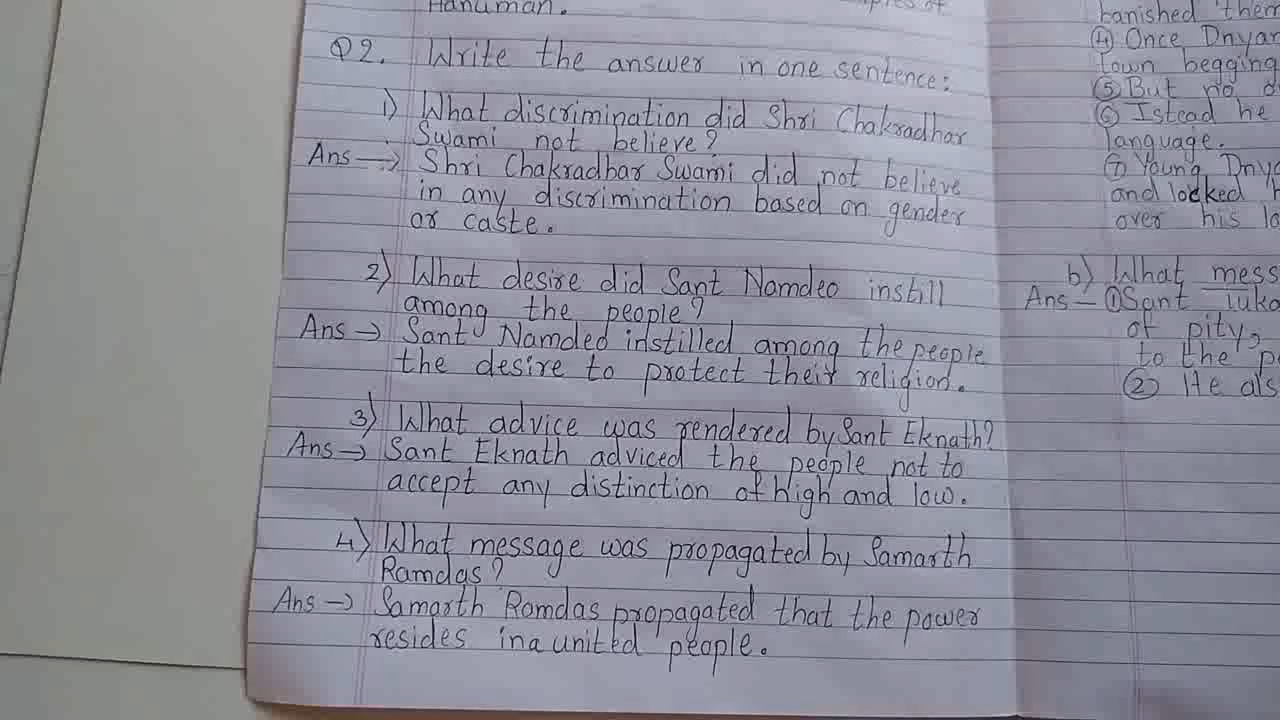 Hanuman.
Q2. Write the answer in one sentence:
1) What discrimination did Shri Chakradhar
Swami not believe?
Ans → Shri Chakradhar Swami did not believe
in any discrimination based on gender
or caste.
2) What desire did Sant Namdeo instill
among the people?
Ans → Sant Namdeo instilled among the people
the desire to protect their religion.
3) What advice was rendered by Sant Eknath?
Ans → Sant Eknath adviced the people not to
accept any distinction of high and low.
4) What message was propagated by Samarth
Ramdas?
Ans → Samarth Ramdas propagated that the power
resides in a united people.
banished them
④ Once Dnyan
town begging
⑤ But no d
⑥ Istead he
language.
⑦ Young Dnya
and locked
over his
b) What mess
Ans - ① Sant Tuka
of pity,
to the p
② He als